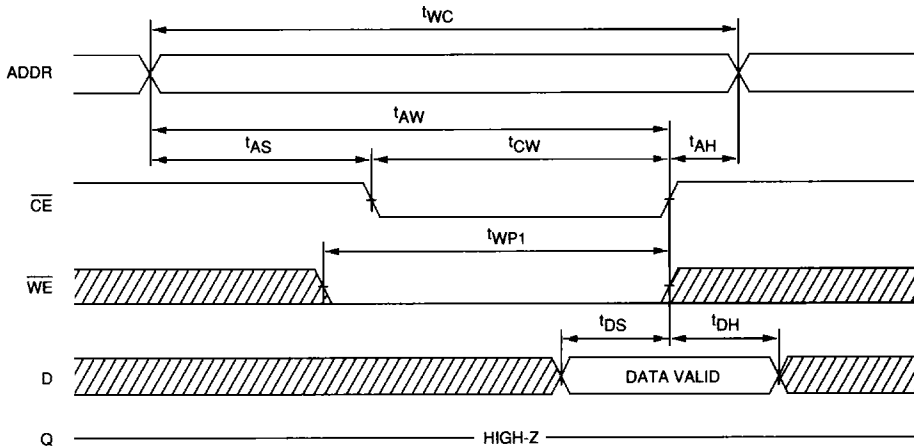 tWC
ADDR
tAW
tAS tCW tAH
CE
tWP1
WE
tDS tDH
D DATA VALID
Q HIGH-Z